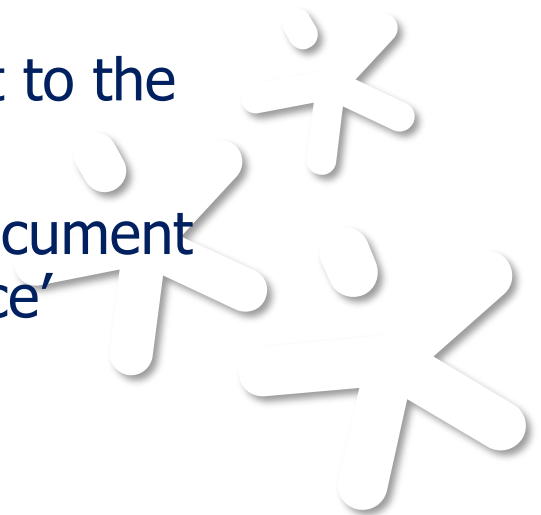 to the
cument
ce’